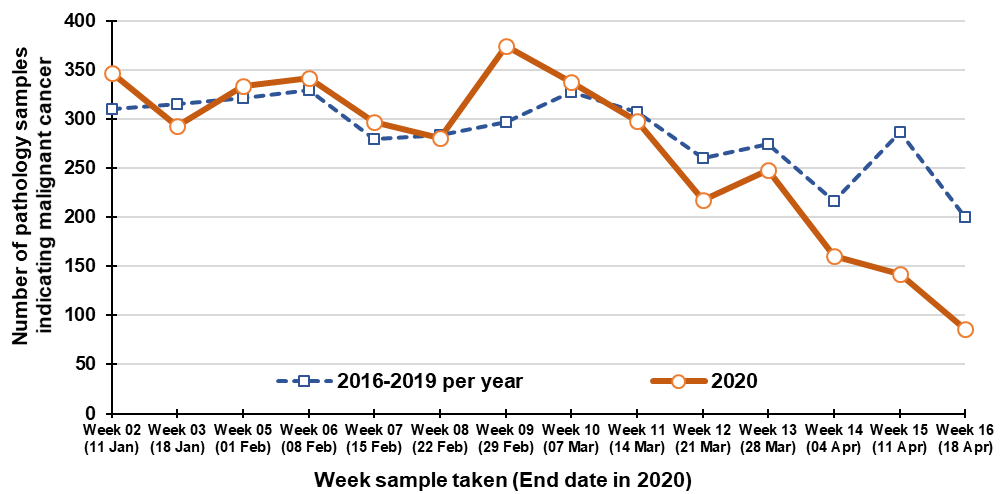 400
350
300
250
200
150
100
50
0
Number of pathology samples
indicating malignant cancer
2016-2019 per year
2020
Week 02 Week 03 Week 05 Week 06 Week 07 Week 08 Week 09 Week 10 Week 11 Week 12 Week 13 Week 14 Week 15 Week 16
(11 Jan) (18 Jan) (01 Feb) (08 Feb) (15 Feb) (22 Feb) (29 Feb) (07 Mar) (14 Mar) (21 Mar) (28 Mar) (04 Apr) (11 Apr) (18 Apr)
Week sample taken (End date in 2020)